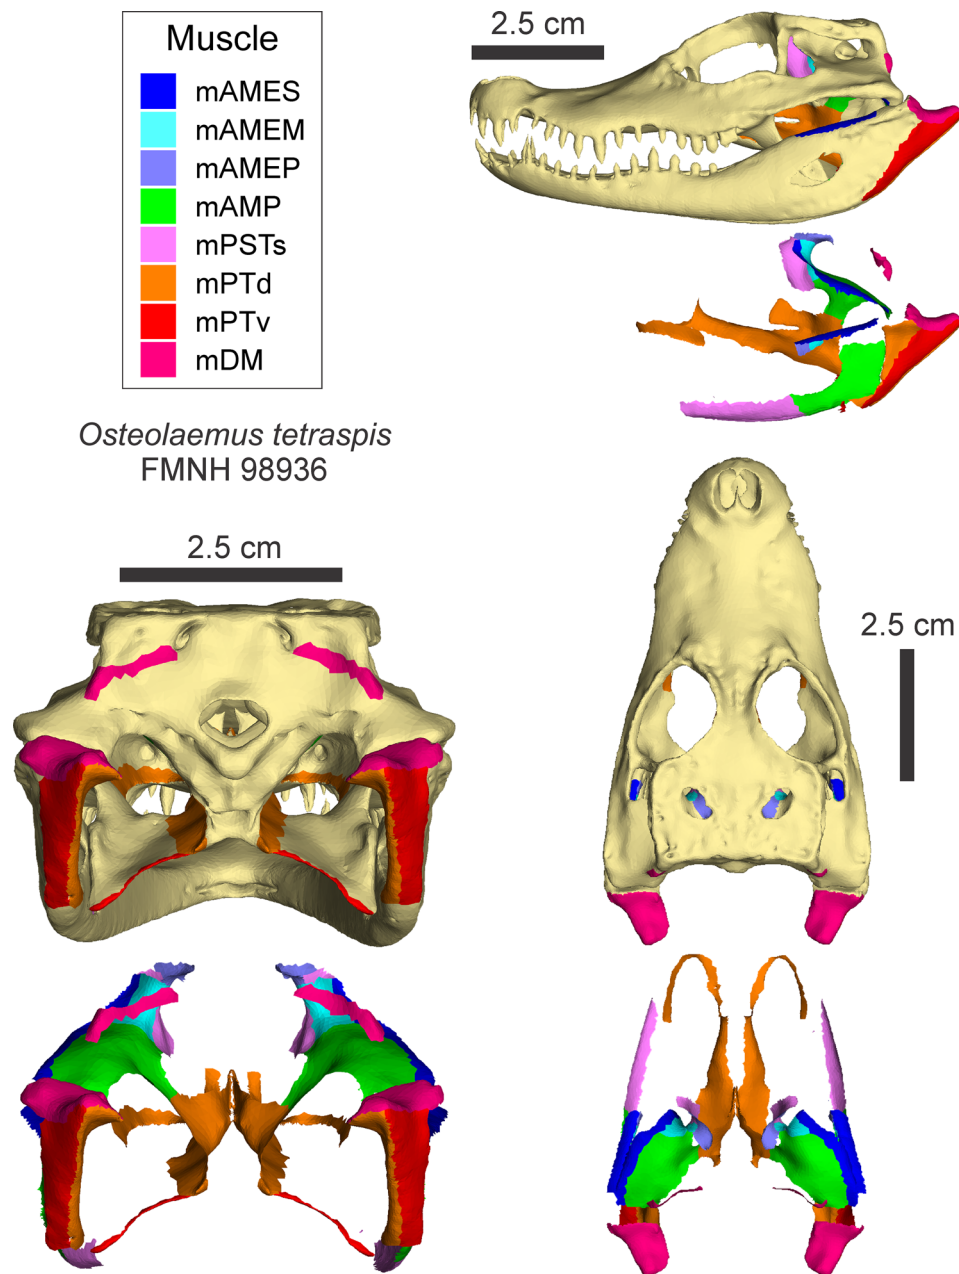 Muscle
mAMES
mAMEM
mAMEP
mAMP
mPSTs
mPTd
mPTv
mDM
2.5 cm
Osteolaemus tetraspis
FMNH 98936
2.5 cm
2.5 cm